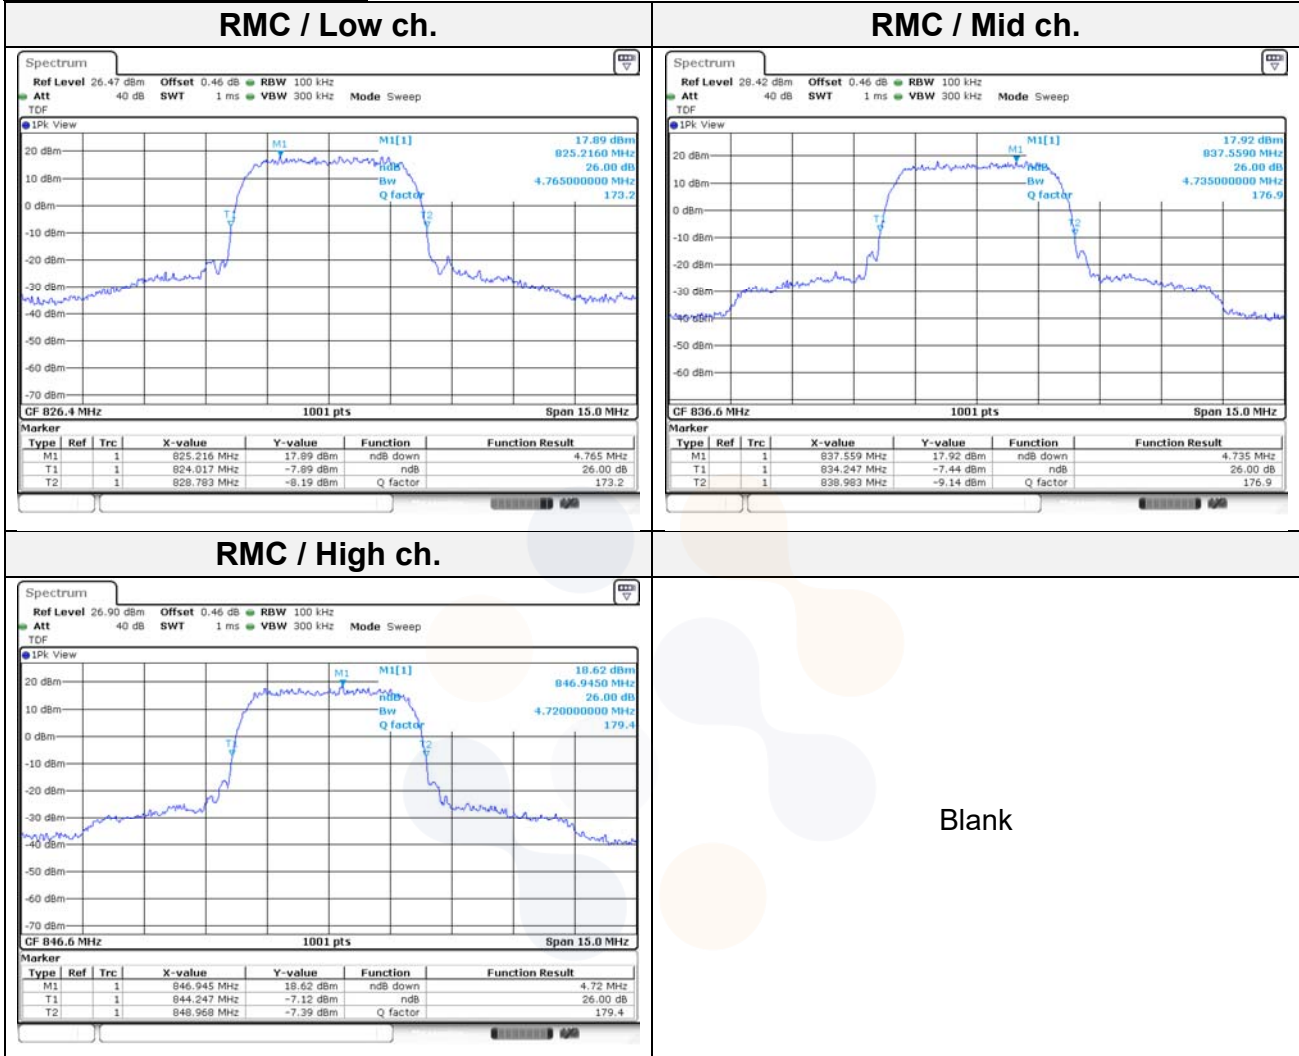 RMC / Low ch.
RMC / Mid ch.
Spectrum
Ref Level 26.47 dBm Offset 0.46 dB RBW 100 kHz
Att 40 dB SWT 1 ms VBW 300 kHz Mode Sweep
TDF
1Pk View
M1[1] 17.89 dBm
825.2160 MHz
ndB 26.00 dB
Bw 4.765000000 MHz
Q factor 173.2
M1
T1
T2
20 dBm
10 dBm
0 dBm
-10 dBm
-20 dBm
-30 dBm
-40 dBm
-50 dBm
-60 dBm
-70 dBm
CF 826.4 MHz 1001 pts Span 15.0 MHz
Marker
Type Ref Trc X-value Y-value Function Function Result
M1 1 825.216 MHz 17.89 dBm ndB down 4.765 MHz
T1 1 824.017 MHz -7.89 dBm ndB 26.00 dB
T2 1 828.783 MHz -8.19 dBm Q factor 173.2
Spectrum
Ref Level 28.42 dBm Offset 0.46 dB RBW 100 kHz
Att 40 dB SWT 1 ms VBW 300 kHz Mode Sweep
TDF
1Pk View
M1[1] 17.92 dBm
837.5590 MHz
ndB 26.00 dB
Bw 4.735000000 MHz
Q factor 176.9
M1
T2
20 dBm
10 dBm
0 dBm
-10 dBm
-20 dBm
-30 dBm
-40 dBm
-50 dBm
-60 dBm
CF 836.6 MHz 1001 pts Span 15.0 MHz
Marker
Type Ref Trc X-value Y-value Function Function Result
M1 1 837.559 MHz 17.92 dBm ndB down 4.735 MHz
T1 1 834.247 MHz -7.44 dBm ndB 26.00 dB
T2 1 838.983 MHz -9.14 dBm Q factor 176.9
RMC / High ch.
Spectrum
Ref Level 26.90 dBm Offset 0.46 dB RBW 100 kHz
Att 40 dB SWT 1 ms VBW 300 kHz Mode Sweep
TDF
1Pk View
M1[1] 18.62 dBm
846.9450 MHz
ndB 26.00 dB
Bw 4.720000000 MHz
Q factor 179.4
M1
T2
20 dBm
10 dBm
0 dBm
-10 dBm
-20 dBm
-30 dBm
-40 dBm
-50 dBm
-60 dBm
-70 dBm
CF 846.6 MHz 1001 pts Span 15.0 MHz
Marker
Type Ref Trc X-value Y-value Function Function Result
M1 1 846.945 MHz 18.62 dBm ndB down 4.72 MHz
T1 1 844.247 MHz -7.12 dBm ndB 26.00 dB
T2 1 848.968 MHz -7.39 dBm Q factor 179.4
Blank